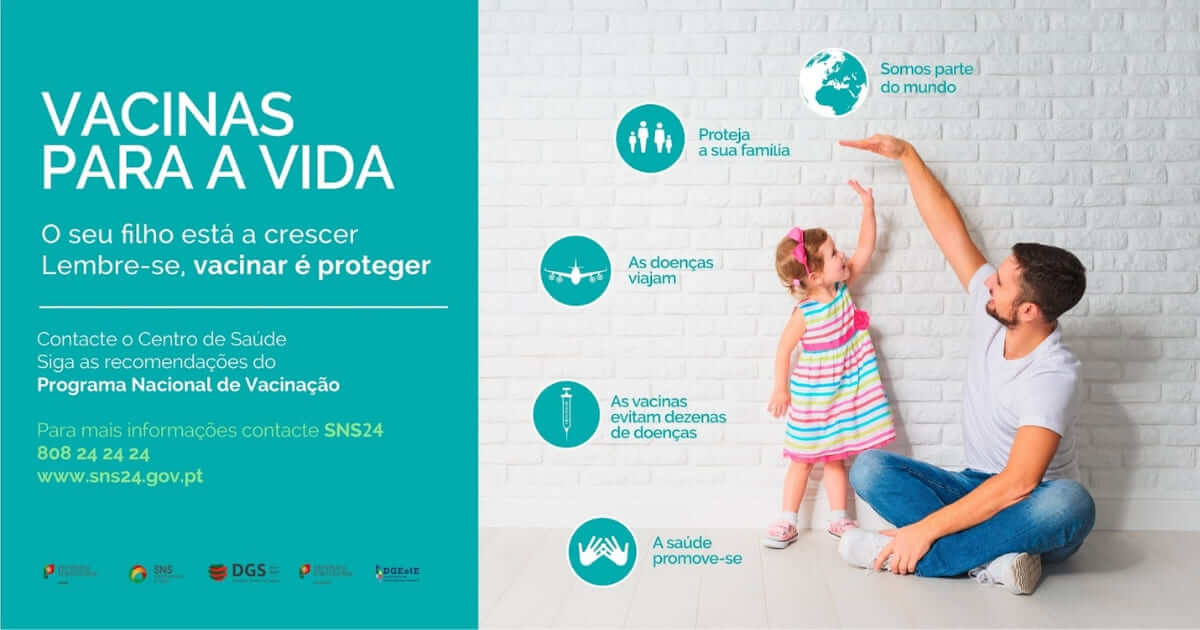 VACINAS
PARA A VIDA
O seu filho está a crescer
Lembre-se, vacinar é proteger
Contacte o Centro de Saúde
Siga as recomendações do
Programa Nacional de Vacinação
Para mais informações contacte SNS24
808 24 24 24
www.sns24.gov.pt
SNS
DGS
DGEstE
Somos parte
do mundo
Proteja
a sua família
As doenças
viajam
As vacinas
evitam dezenas
de doenças
A saúde
promove-se